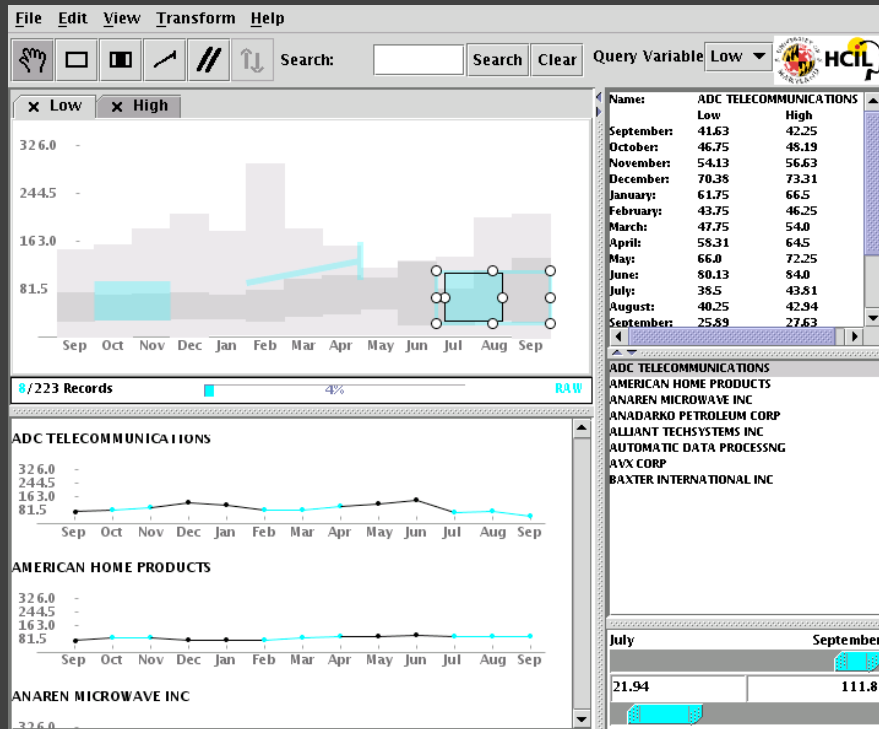 File Edit View Transform Help
Search: Search Clear Query Variable Low HCIL
× Low × High
326.0
244.5
163.0
81.5
Sep Oct Nov Dec Jan Feb Mar Apr May Jun Jul Aug Sep
8/223 Records 4% RAW
ADC TELECOMMUNICATIONS
326.0
244.5
163.0
81.5
Sep Oct Nov Dec Jan Feb Mar Apr May Jun Jul Aug Sep
AMERICAN HOME PRODUCTS
326.0
244.5
163.0
81.5
Sep Oct Nov Dec Jan Feb Mar Apr May Jun Jul Aug Sep
ANAREN MICROWAVE INC
326.0
Name: ADC TELECOMMUNICATIONS
Low High
September: 41.63 42.25
October: 46.75 48.19
November: 54.13 56.63
December: 70.38 73.31
January: 61.75 66.5
February: 43.75 46.25
March: 47.75 54.0
April: 58.31 64.5
May: 66.0 72.25
June: 80.13 84.0
July: 38.5 43.81
August: 40.25 42.94
September: 25.89 27.63
ADC TELECOMMUNICATIONS
AMERICAN HOME PRODUCTS
ANAREN MICROWAVE INC
ANADARKO PETROLEUM CORP
ALLIANT TECHSYSTEMS INC
AUTOMATIC DATA PROCESSNG
AVX CORP
BAXTER INTERNATIONAL INC
July September
21.94 111.8